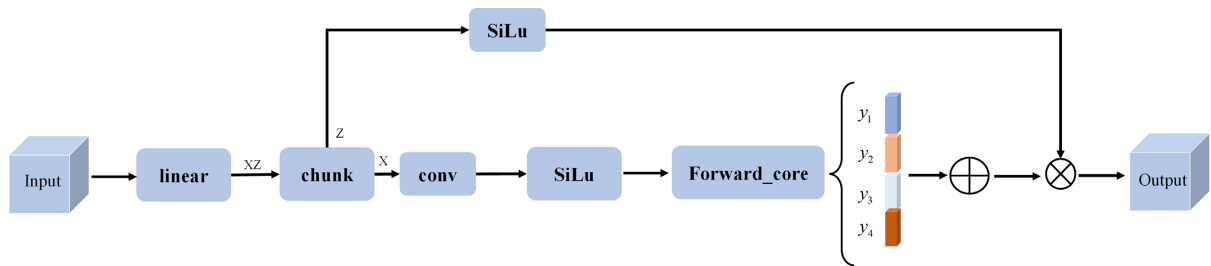 SiLu
Z
Input
linear
XZ
chunk
X
conv
SiLu
Forward_core
y1
y2
y3
y4
Output